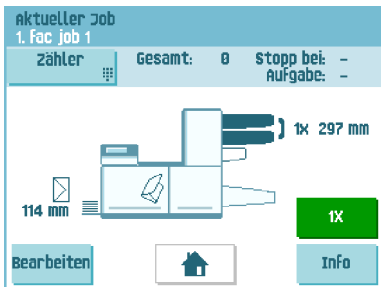 Aktueller Job
1. Fac job 1
Zähler
Gesamt: 0
Stopp bei: -
Aufgabe: -
1x 297 mm
114 mm
1X
Bearbeiten
Info